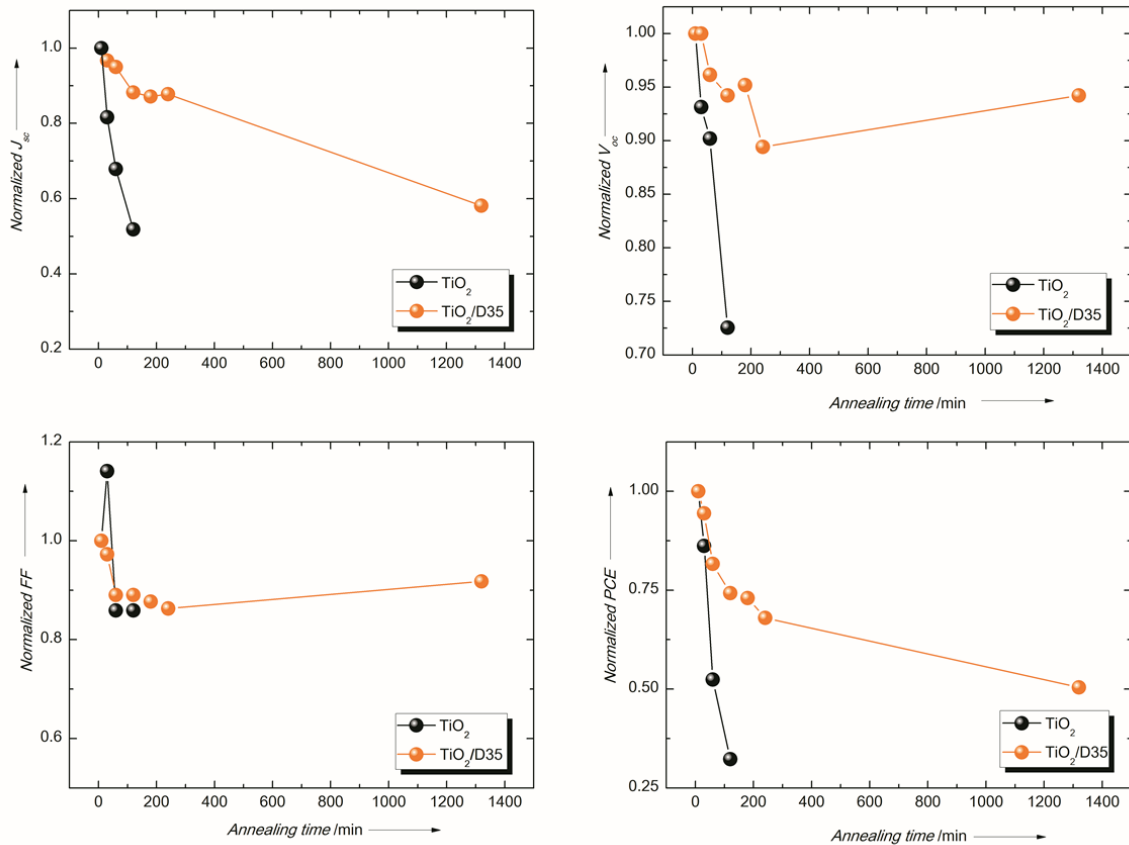 Normalized Jsc
1.0
0.8
0.6
0.4
0.2
0 200 400 600 800 1000 1200 1400
TiO2
TiO2/D35
Normalized Voc
1.00
0.95
0.90
0.85
0.80
0.75
0.70
0 200 400 600 800 1000 1200 1400
Annealing time /min
TiO2
TiO2/D35
Normalized FF
1.2
1.0
0.8
0.6
0 200 400 600 800 1000 1200 1400
Annealing time /min
TiO2
TiO2/D35
Normalized PCE
1.00
0.75
0.50
0.25
0 200 400 600 800 1000 1200 1400
Annealing time /min
TiO2
TiO2/D35